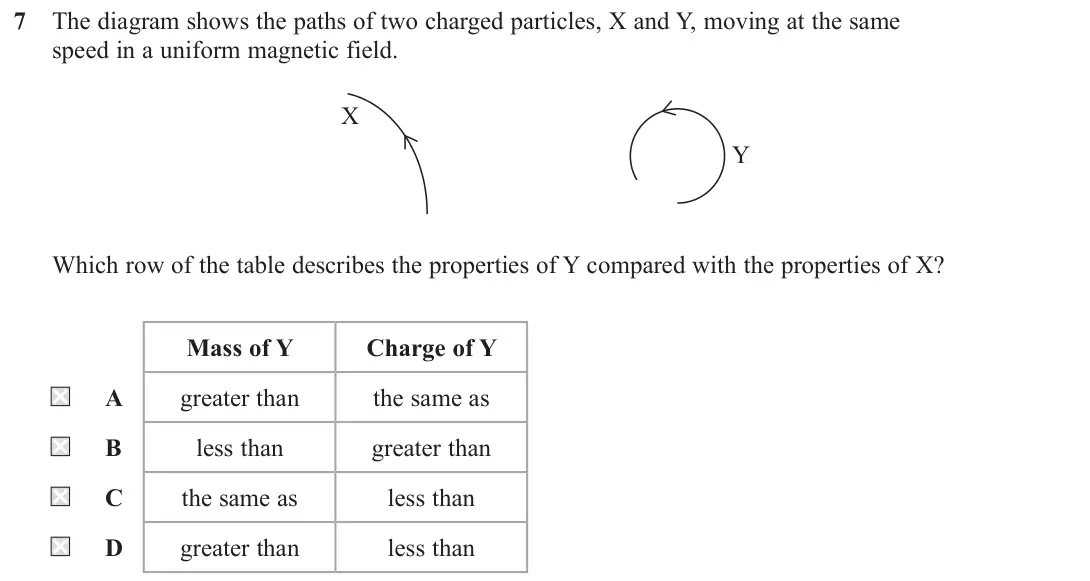 7 The diagram shows the paths of two charged particles, X and Y, moving at the same
speed in a uniform magnetic field.
X
Y
Which row of the table describes the properties of Y compared with the properties of X?
Mass of Y Charge of Y
A greater than the same as
B less than greater than
C the same as less than
D greater than less than